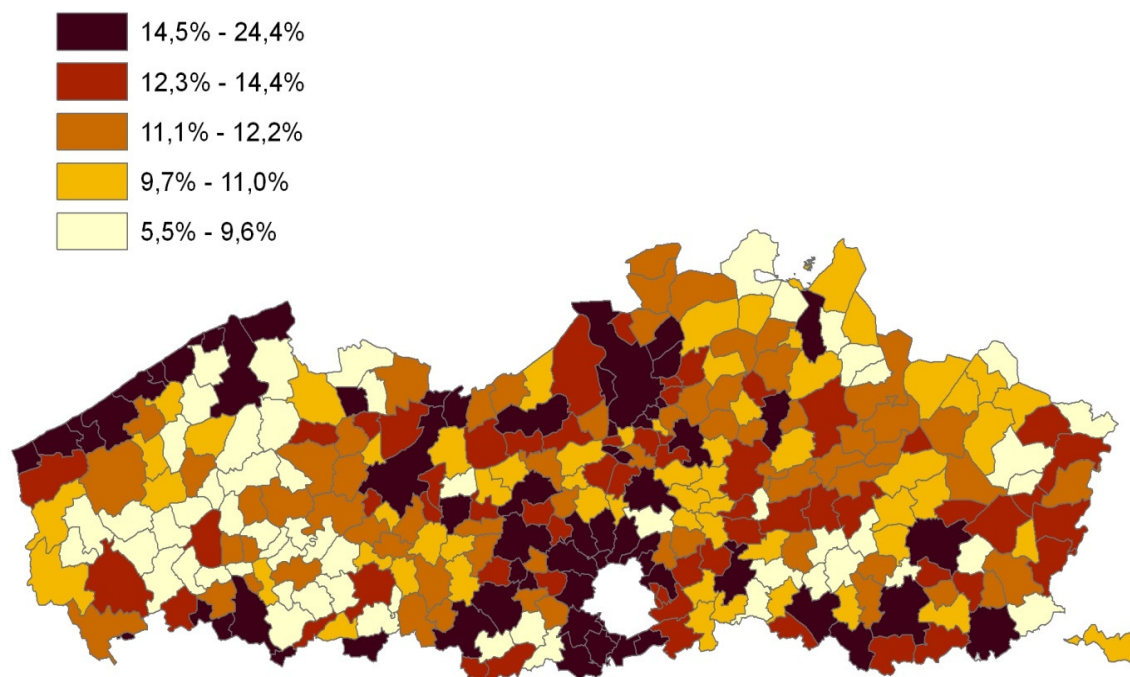 14,5% - 24,4%
12,3% - 14,4%
11,1% - 12,2%
9,7% - 11,0%
5,5% - 9,6%